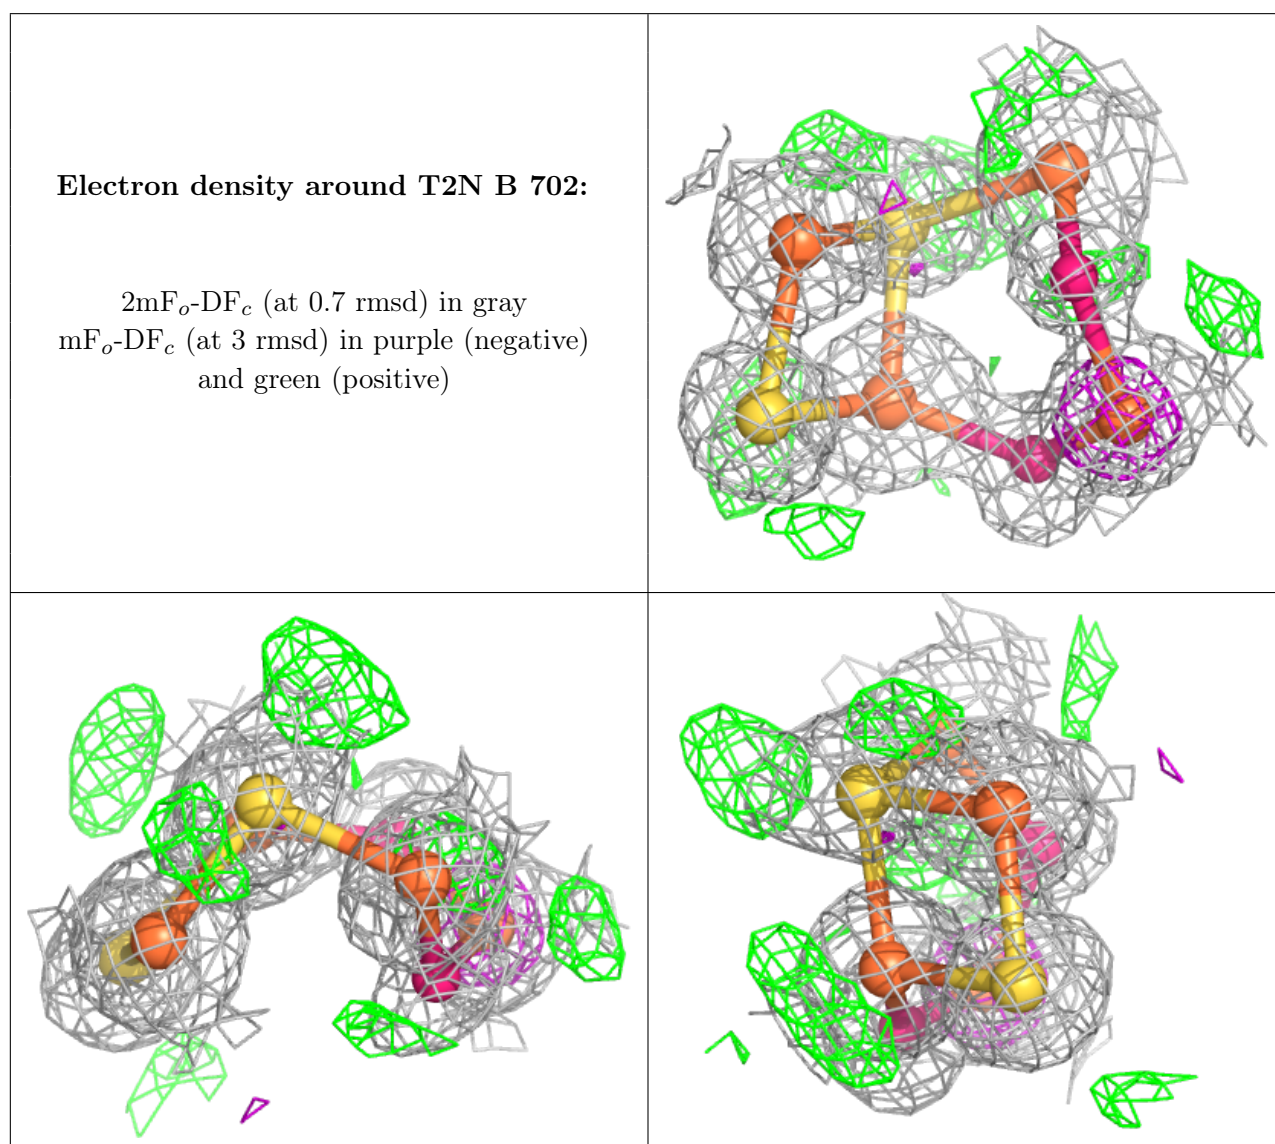 Electron density around T2N B 702:
2mFo-DFc (at 0.7 rmsd) in gray
mFo-DFc (at 3 rmsd) in purple (negative)
and green (positive)